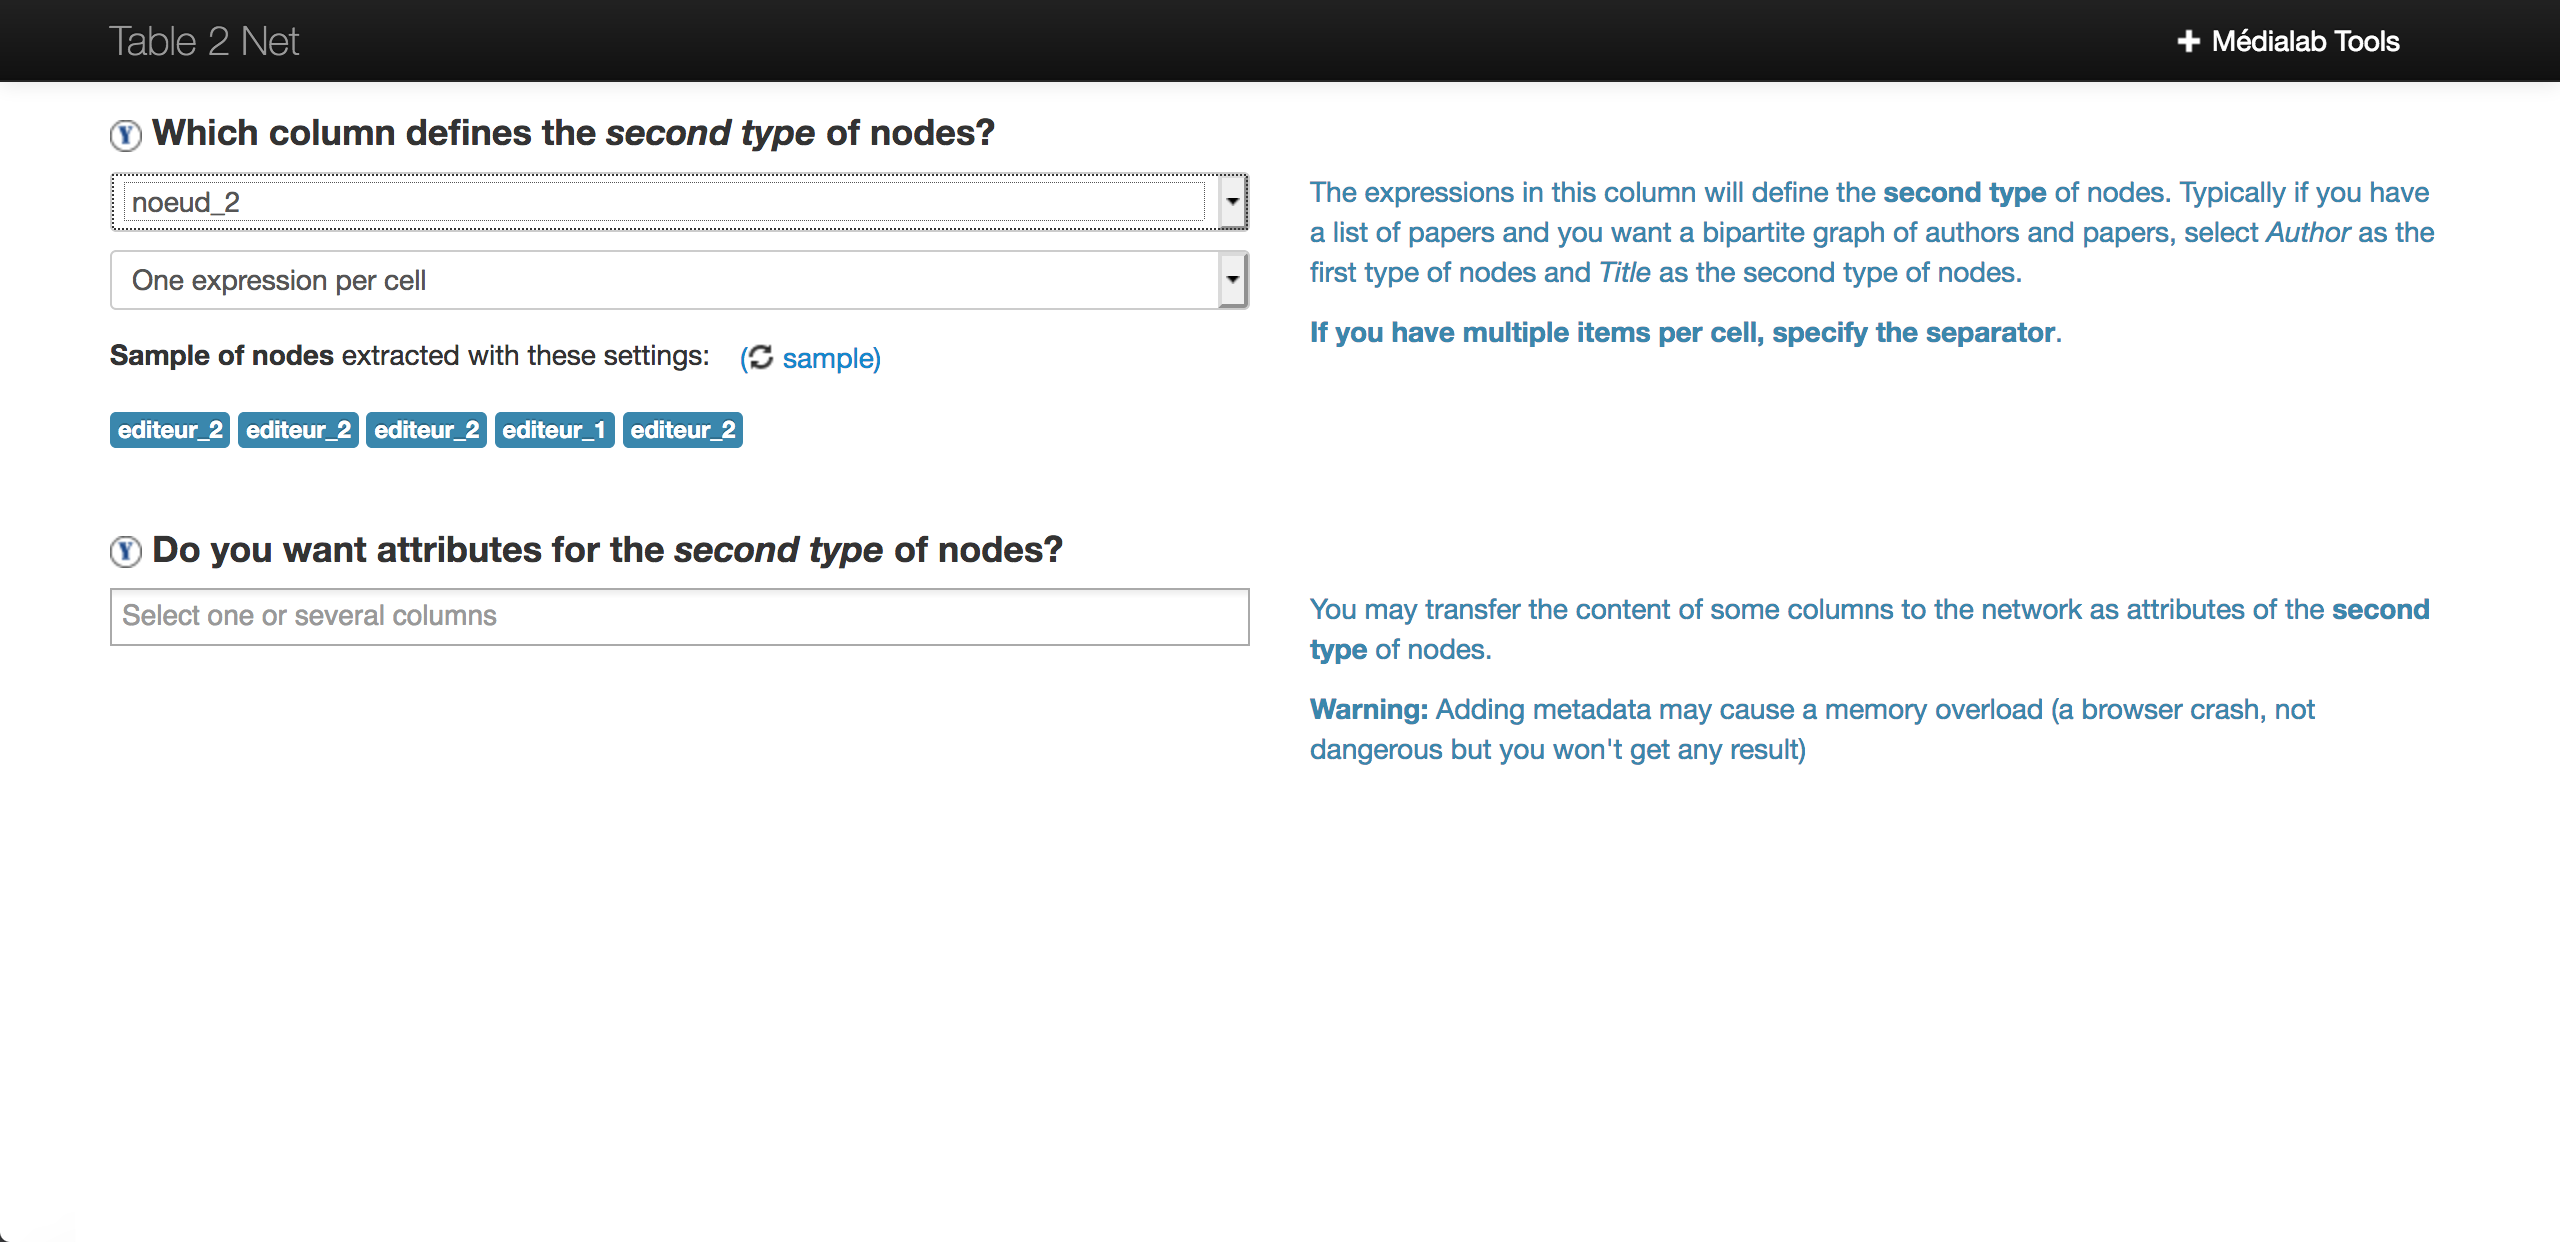 Table 2 Net
Médialab Tools
Which column defines the second type of nodes?
noeud_2
One expression per cell
Sample of nodes extracted with these settings: (sample)
editeur_2 editeur_2 editeur_2 editeur_1 editeur_2
The expressions in this column will define the second type of nodes. Typically if you have
a list of papers and you want a bipartite graph of authors and papers, select Author as the
first type of nodes and Title as the second type of nodes.
If you have multiple items per cell, specify the separator.
Do you want attributes for the second type of nodes?
Select one or several columns
You may transfer the content of some columns to the network as attributes of the second
type of nodes.
Warning: Adding metadata may cause a memory overload (a browser crash, not
dangerous but you won't get any result)